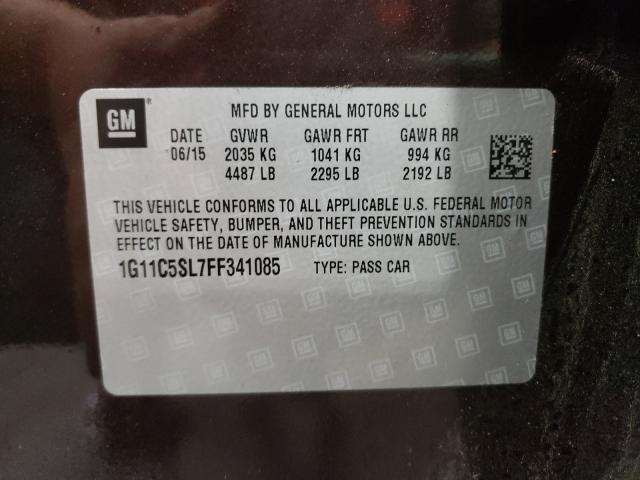 GM ® MFD BY GENERAL MOTORS LLC
DATE GVWR GAWR FRT GAWR RR
06/15 2035 KG 1041 KG 994 KG
4487 LB 2295 LB 2192 LB
THIS VEHICLE CONFORMS TO ALL APPLICABLE U.S. FEDERAL MOTOR
VEHICLE SAFETY, BUMPER, AND THEFT PREVENTION STANDARDS IN
EFFECT ON THE DATE OF MANUFACTURE SHOWN ABOVE.
1G11C5SL7FF341085 TYPE: PASS CAR